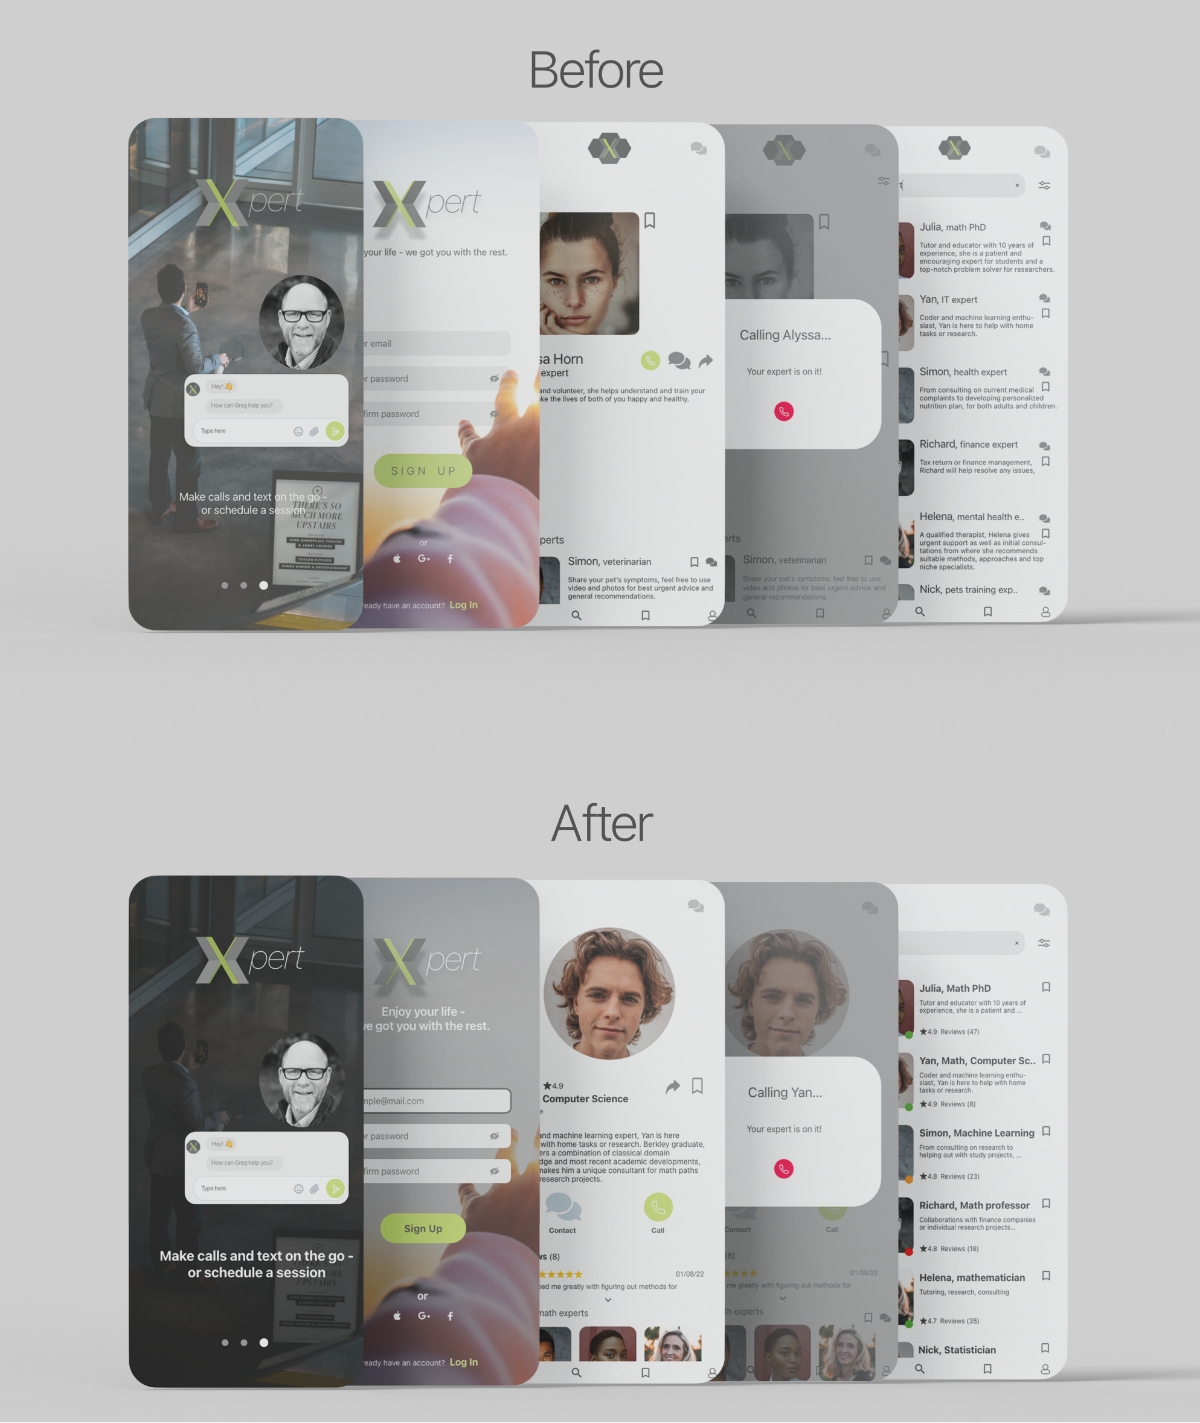 Before
Xpert
Hey! 👋
How can Greg help you?
Type here
Make calls and text on the go -
or schedule a session
THERE'S SO
MUCH MORE
UPSTAIRS
Xpert
your life - we got you with the rest.
email
password
firm password
SIGN UP
or
G+ f
ready have an account? Log In
X
sa Horn
expert
and volunteer, she helps understand and train your
ke the lives of both of you happy and healthy.
perts
Simon, veterinarian
Share your pet's symptoms, feel free to use
video and photos for best urgent advice and
general recommendations.
X
Calling Alyssa...
Your expert is on it!
rts
Simon, veterinarian
Share your pet's symptoms, feel free to use
video and photos for best urgent advice and
general recommendations.
X
Julia, math PhD
Tutor and educator with 10 years of
experience, she is a patient and
encouraging expert for students and a
top-notch problem solver for researchers.
Yan, IT expert
Coder and machine learning enthu-
siast, Yan is here to help with home
tasks or research.
Simon, health expert
From consulting on current medical
complaints to developing personalized
nutrition plan, for both adults and children.
Richard, finance expert
Tax return or finance management,
Richard will help resolve any issues,
Helena, mental health e..
A qualified therapist, Helena gives
urgent support as well as initial consul-
tations from where she recommends
suitable methods, approaches and top
niche specialists.
Nick, pets training exp..
After
Xpert
Hey! 👋
How can Greg help you?
Type here
Make calls and text on the go -
or schedule a session
Xpert
Enjoy your life -
we got you with the rest.
mple@mail.com
password
firm password
Sign Up
or
G+ f
ready have an account? Log In
★4.9
Computer Science
and machine learning expert, Yan is here
with home tasks or research. Berkley graduate,
ers a combination of classical domain
dge and most recent academic developments,
makes him a unique consultant for math paths
research projects.
Contact
Call
ws (8)
★★★★★ 01/08/22
ped me greatly with figuring out methods for
math experts
Calling Yan...
Your expert is on it!
Contact
Call
(8)
★★★★ 01/08/22
me greatly with figuring out methods for
th experts
Julia, Math PhD
Tutor and educator with 10 years of
experience, she is a patient and ...
★4.9 Reviews (47)
Yan, Math, Computer Sc..
Coder and machine learning enthu-
siast, Yan is here to help with home
tasks or research.
★4.9 Reviews (8)
Simon, Machine Learning
From consulting on research to
helping out with study projects, ...
★4.8 Reviews (23)
Richard, Math professor
Collaborations with finance companies
or individual research projects...
★4.8 Reviews (18)
Helena, mathematician
Tutoring, research, consulting
★4.7 Reviews (35)
Nick, Statistician